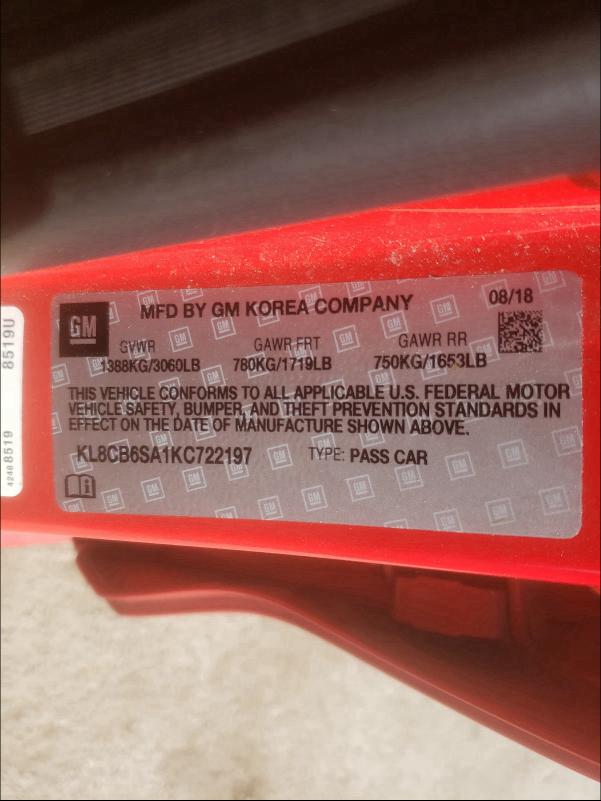 GM
MFD BY GM KOREA COMPANY
08/18
GVWR GAWR FRT GAWR RR
1388KG/3060LB 780KG/1719LB 750KG/1653LB
THIS VEHICLE CONFORMS TO ALL APPLICABLE U.S. FEDERAL MOTOR
VEHICLE SAFETY, BUMPER, AND THEFT PREVENTION STANDARDS IN
EFFECT ON THE DATE OF MANUFACTURE SHOWN ABOVE.
KL8CB6SA1KC722197 TYPE: PASS CAR
8519U
42488519